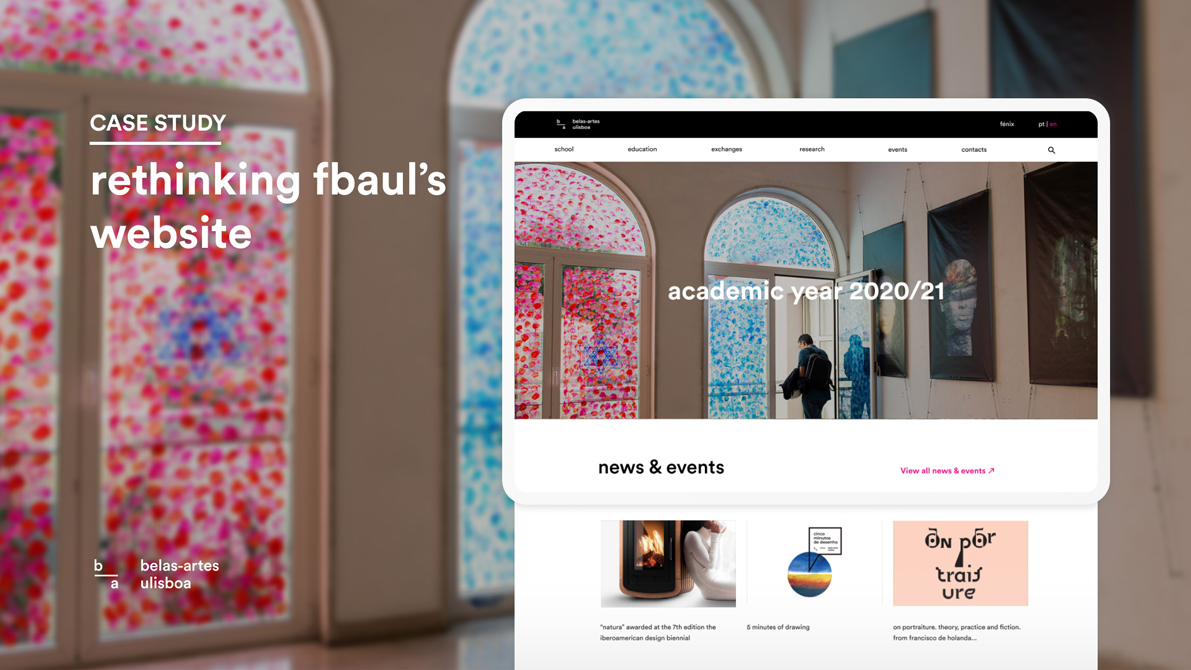 CASE STUDY
rethinking fbaul's
website
b
a
belas-artes
ulisboa
b
a
belas-artes
ulisboa
fénix
pt | en
school
education
exchanges
research
events
contacts
academic year 2020/21
news & events
View all news & events ↗
"natura" awarded at the 7th edition the
iberoamerican design biennial
cinco
minutos
de desenho
5 minutes of drawing
ON pOr
traiſ
ure
on portraiture. theory, practice and fiction.
from francisco de holanda...